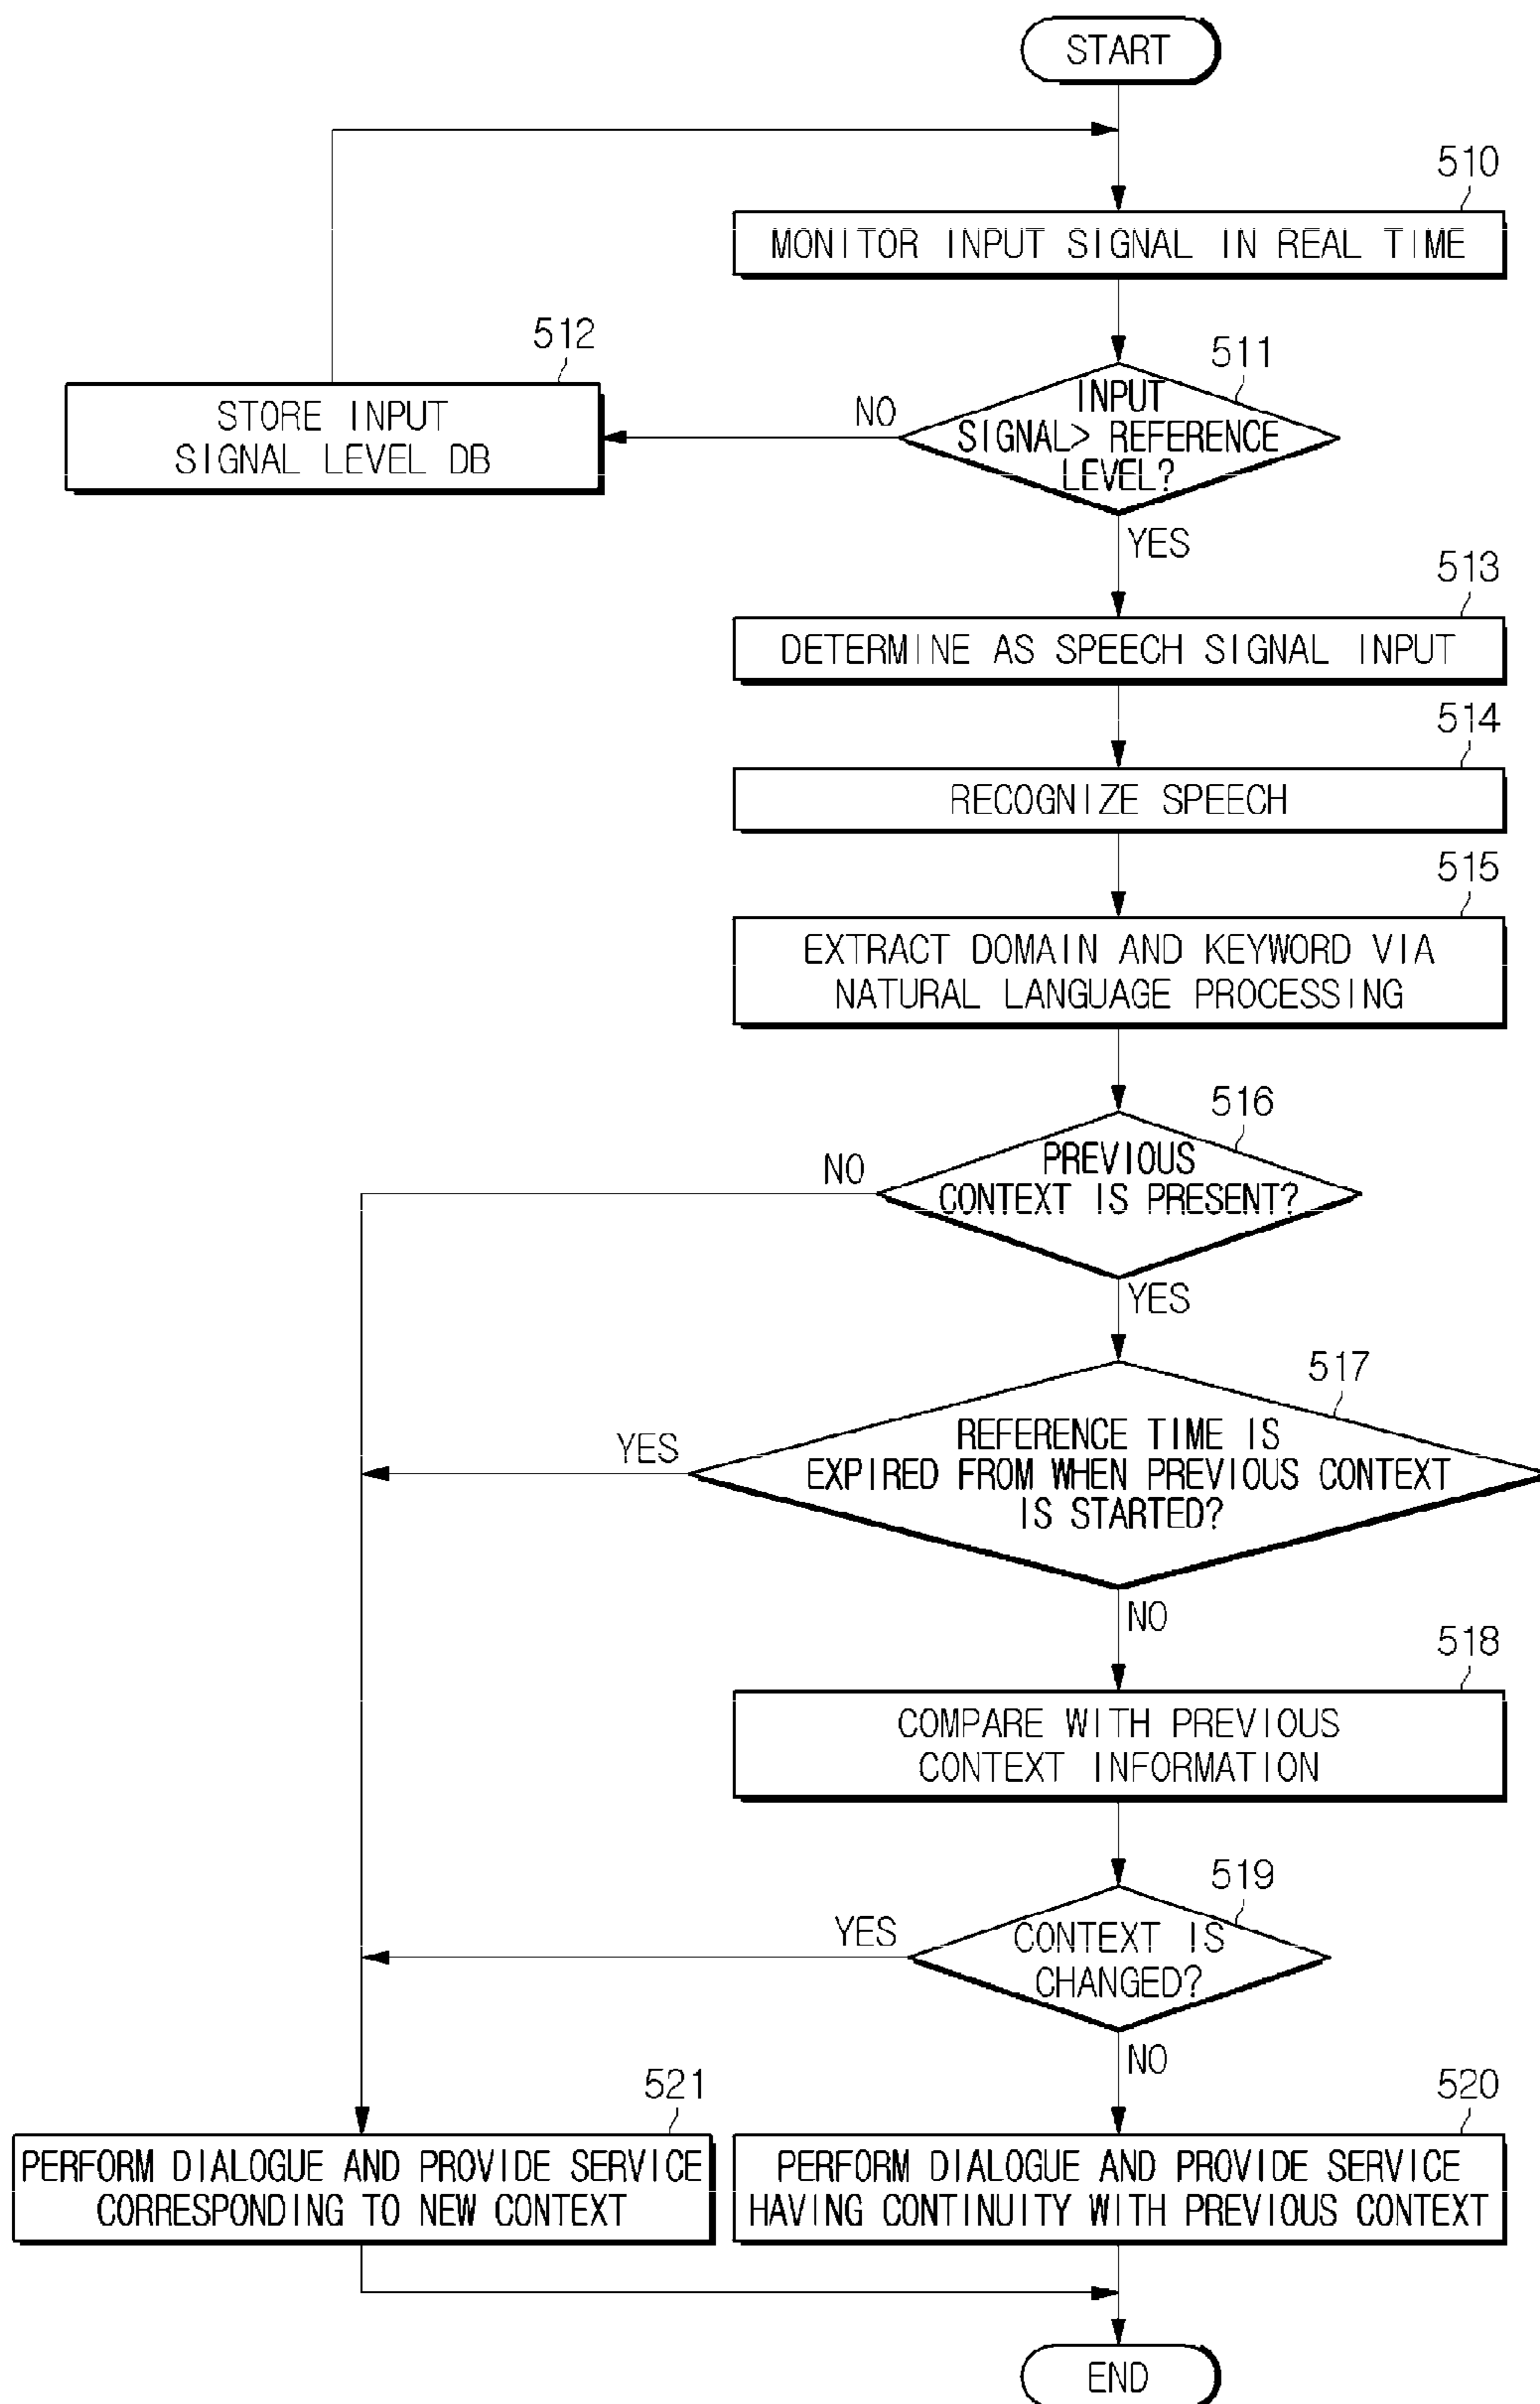 START
510
MONITOR INPUT SIGNAL IN REAL TIME
512
511
STORE INPUT
SIGNAL LEVEL DB
NO
INPUT
SIGNAL> REFERENCE
LEVEL?
YES
513
DETERMINE AS SPEECH SIGNAL INPUT
514
RECOGNIZE SPEECH
515
EXTRACT DOMAIN AND KEYWORD VIA
NATURAL LANGUAGE PROCESSING
516
NO
PREVIOUS
CONTEXT IS PRESENT?
YES
517
YES
REFERENCE TIME IS
EXPIRED FROM WHEN PREVIOUS CONTEXT
IS STARTED?
NO
518
COMPARE WITH PREVIOUS
CONTEXT INFORMATION
519
YES
CONTEXT IS
CHANGED?
NO
521
PERFORM DIALOGUE AND PROVIDE SERVICE
CORRESPONDING TO NEW CONTEXT
520
PERFORM DIALOGUE AND PROVIDE SERVICE
HAVING CONTINUITY WITH PREVIOUS CONTEXT
END